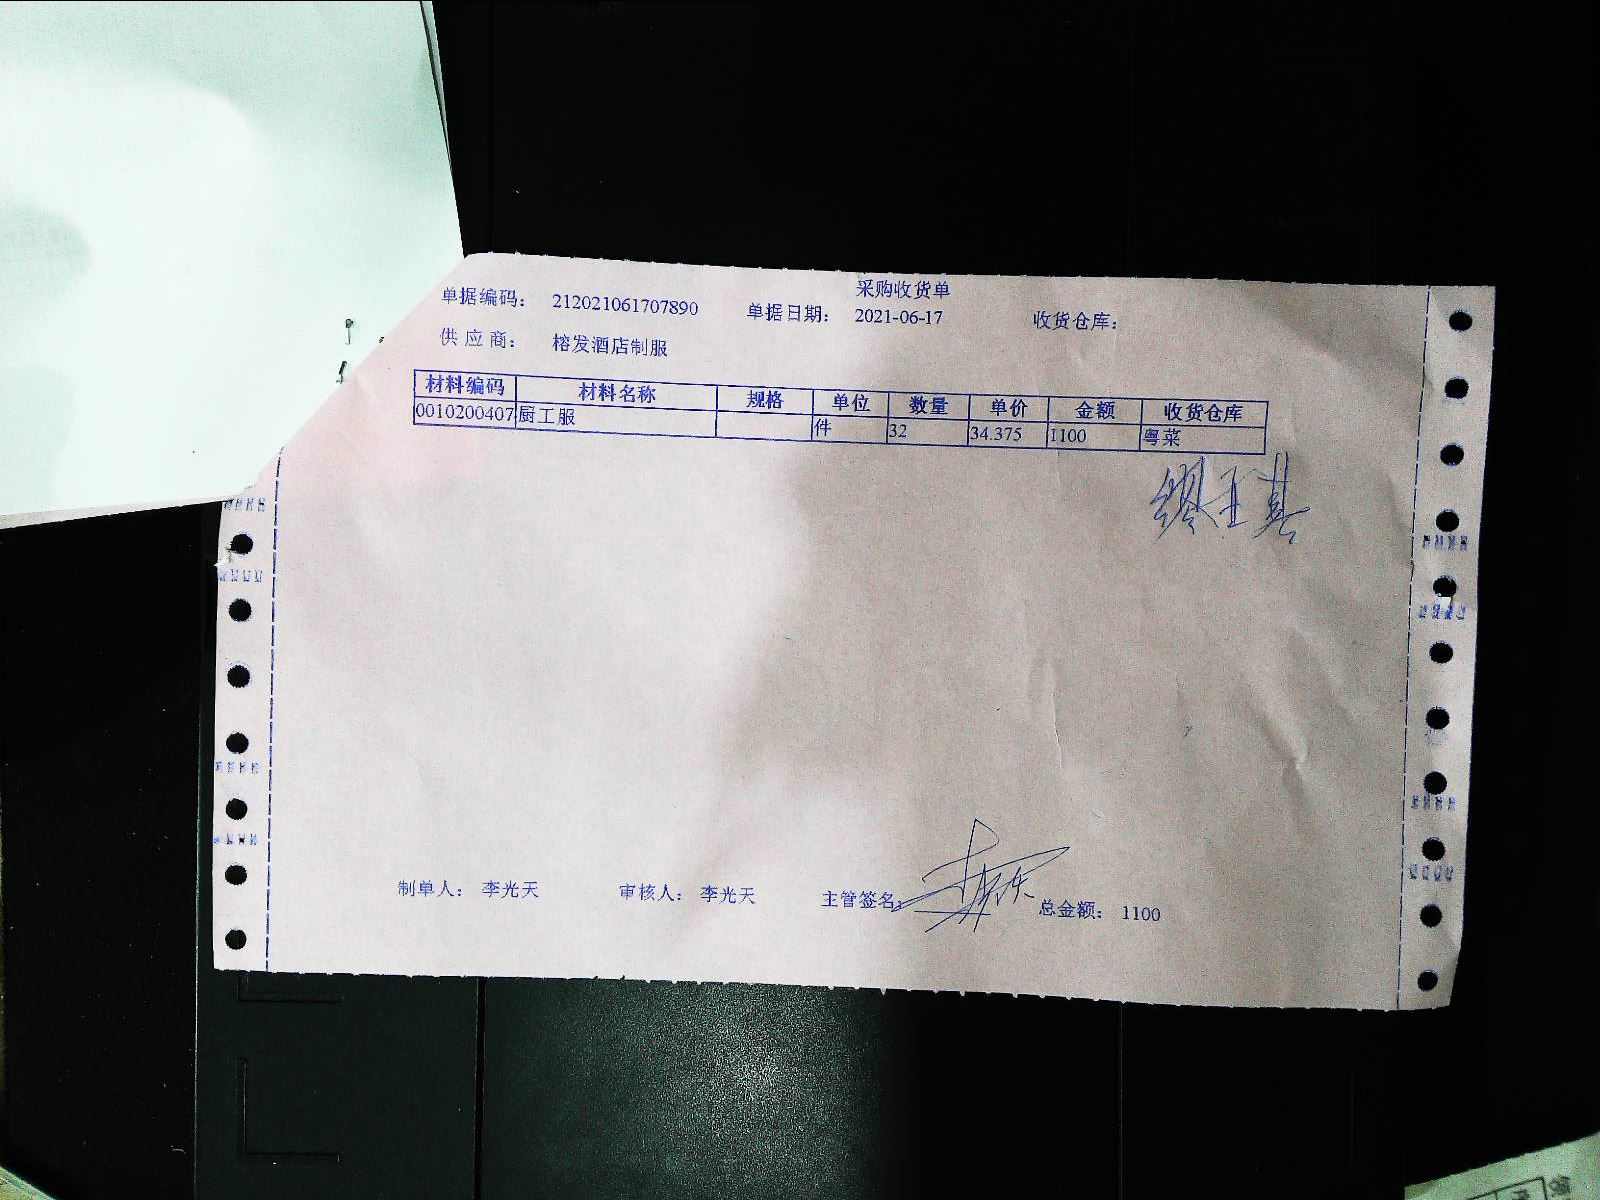 采购收货单
单据编码： 212021061707890 单据日期： 2021-06-17 收货仓库：
供应商： 榕发酒店制服
材料编码 材料名称 规格 单位 数量 单价 金额 收货仓库
0010200407 厨工服 件 32 34.375 1100 粤菜
制单人： 李光天 审核人： 李光天 主管签名： 总金额： 1100